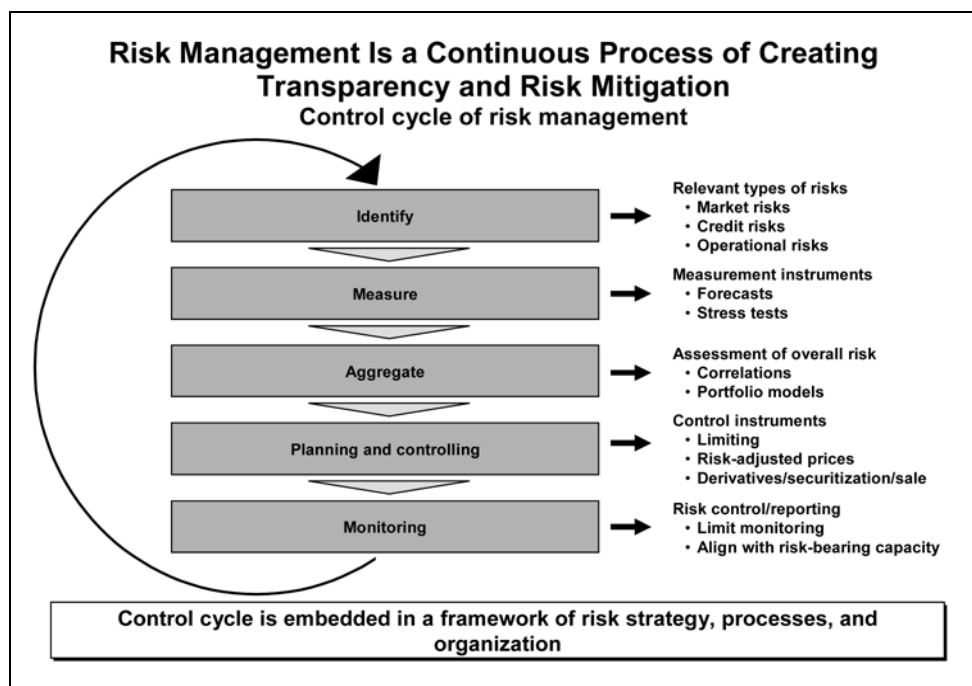 Risk Management Is a Continuous Process of Creating
Transparency and Risk Mitigation
Control cycle of risk management
Identify
Relevant types of risks
• Market risks
• Credit risks
• Operational risks
Measure
Measurement instruments
• Forecasts
• Stress tests
Aggregate
Assessment of overall risk
• Correlations
• Portfolio models
Planning and controlling
Control instruments
• Limiting
• Risk-adjusted prices
• Derivatives/securitization/sale
Monitoring
Risk control/reporting
• Limit monitoring
• Align with risk-bearing capacity
Control cycle is embedded in a framework of risk strategy, processes, and
organization